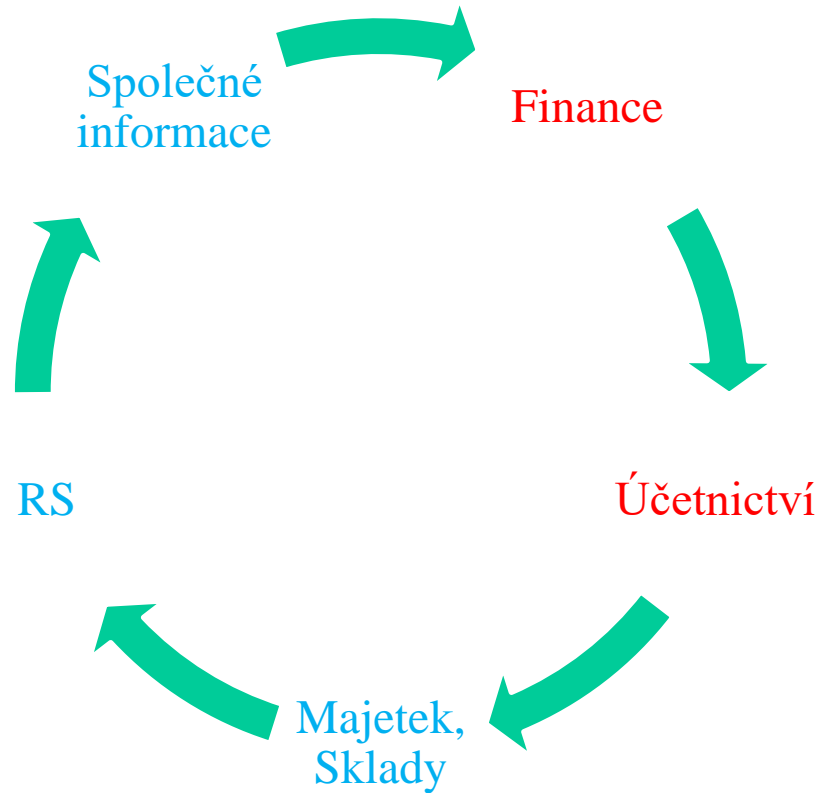 Společné
informace
Finance
Účetnictví
Majetek,
Sklady
RS